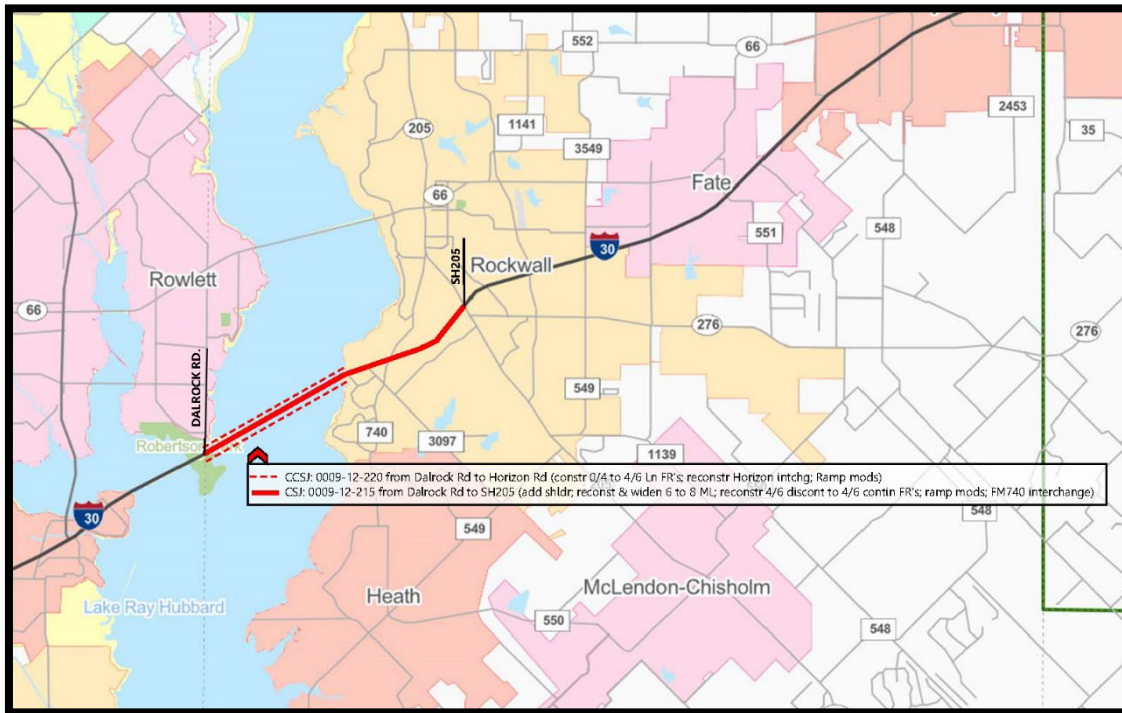 552
66
2453
205
1141
35
3549
Fate
66
551
548
30
Rowlett
SH205
Rockwall
66
276
276
DALROCK RD.
549
740
3097
1139
CCSJ: 0009-12-220 from Dalrock Rd to Horizon Rd (constr 0/4 to 4/6 Ln FR's; reconstr Horizon intchg; Ramp mods)
CSJ: 0009-12-215 from Dalrock Rd to SH205 (add shldr; reconst & widen 6 to 8 ML; reconstr 4/6 discont to 4/6 contin FR's; ramp mods; FM740 interchange)
30
549
548
Heath
McLendon-Chisholm
Lake Ray Hubbard
550
548